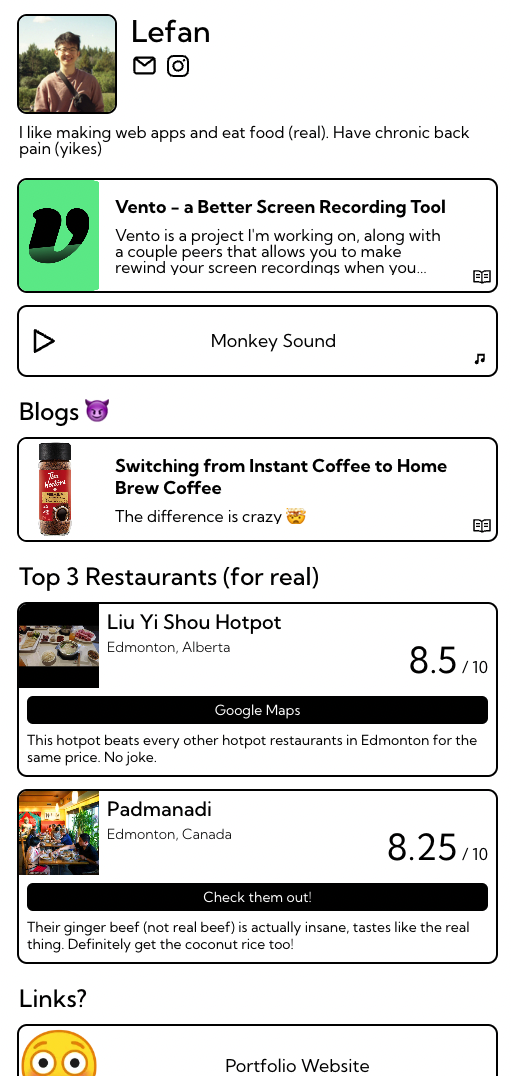 Lefan
I like making web apps and eat food (real). Have chronic back
pain (yikes)
Vento - a Better Screen Recording Tool
Vento is a project I'm working on, along with
a couple peers that allows you to make
rewind your screen recordings when you...
Monkey Sound
Blogs 😈
Tim
Hortons
Switching from Instant Coffee to Home
Brew Coffee
The difference is crazy 🤯
Top 3 Restaurants (for real)
Liu Yi Shou Hotpot
Edmonton, Alberta
8.5 / 10
Google Maps
This hotpot beats every other hotpot restaurants in Edmonton for the
same price. No joke.
Padmanadi
Edmonton, Canada
8.25 / 10
Check them out!
Their ginger beef (not real beef) is actually insane, tastes like the real
thing. Definitely get the coconut rice too!
Links?
Portfolio Website